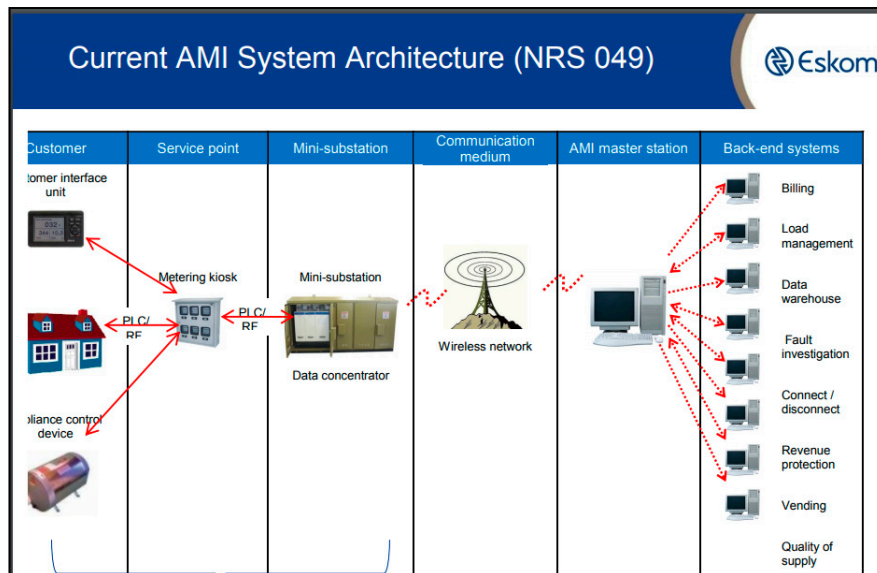 Current AMI System Architecture (NRS 049)
Eskom
Customer
Service point
Mini-substation
Communication
medium
AMI master station
Back-end systems
tomer interface
unit
Metering kiosk
Mini-substation
PLC/
RF
PLC/
RF
Data concentrator
Wireless network
pliance control
device
Billing
Load
management
Data
warehouse
Fault
investigation
Connect /
disconnect
Revenue
protection
Vending
Quality of
supply